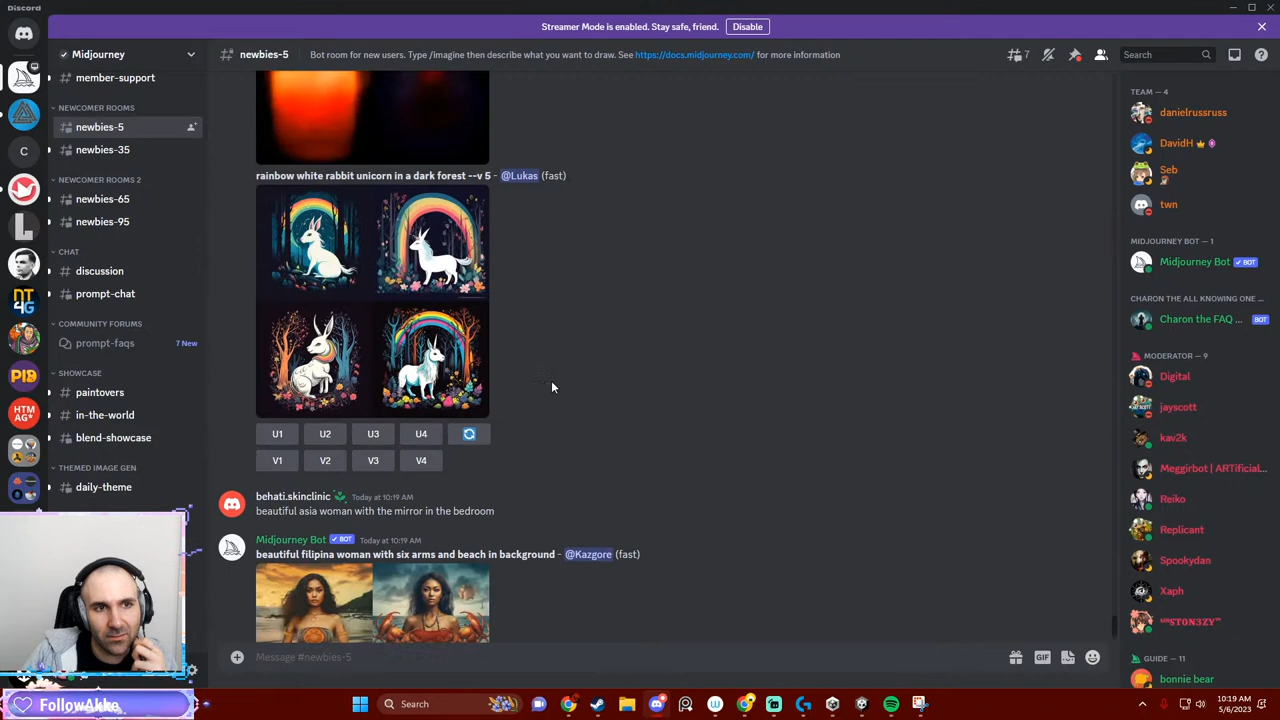 Discord
Streamer Mode is enabled. Stay safe, friend. Disable
Midjourney
newbies-5 Bot room for new users. Type /imagine then describe what you want to draw. See https://docs.midjourney.com/ for more information
7
Search
member-support
NEWCOMER ROOMS
newbies-5
newbies-35
NEWCOMER ROOMS 2
newbies-65
newbies-95
CHAT
discussion
prompt-chat
COMMUNITY FORUMS
prompt-faqs 7 New
SHOWCASE
paintovers
in-the-world
blend-showcase
THEMED IMAGE GEN
daily-theme
C
L
NT
4G
PIB
HTM
AG*
rainbow white rabbit unicorn in a dark forest --v 5 - @Lukas (fast)
U1 U2 U3 U4
V1 V2 V3 V4
behati.skinclinic Today at 10:19 AM
beautiful asia woman with the mirror in the bedroom
Midjourney Bot ✔ BOT Today at 10:19 AM
beautiful filipina woman with six arms and beach in background - @Kazgore (fast)
Message #newbies-5
GIF
TEAM — 4
danielrussruss
DavidH
Seb
twn
MIDJOURNEY BOT — 1
Midjourney Bot ✔ BOT
CHARON THE ALL KNOWING ONE ...
Charon the FAQ ... BOT
MODERATOR — 9
Digital
jayscott
kav2k
Meggirbot | ARTificial...
Reiko
Replicant
Spookydan
Xaph
ᴹᴿST0N3ZY™
GUIDE — 11
bonnie bear
FollowAkke
Search
10:19 AM
5/6/2023